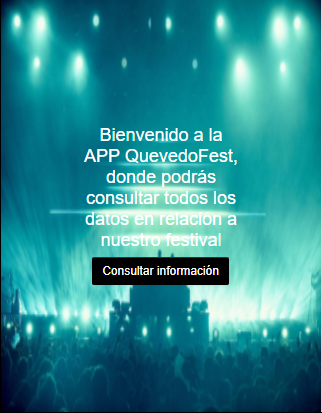 Bienvenido a la
APP QuevedoFest,
donde podrás
consultar todos los
datos en relación a
nuestro festival
Consultar información